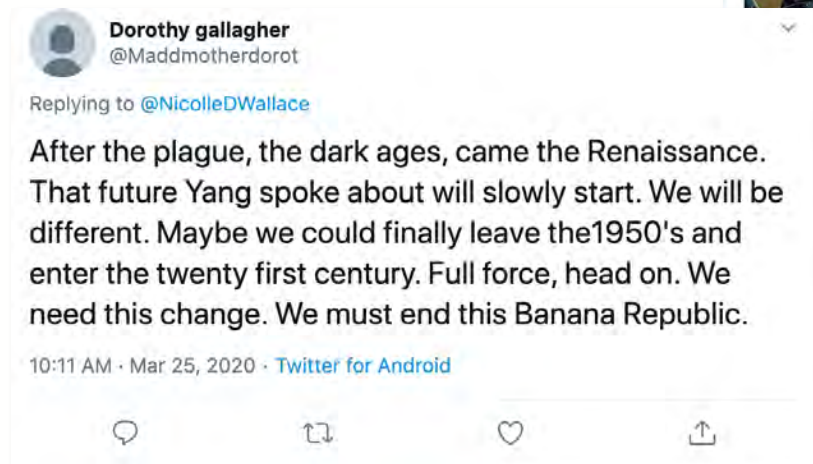 Dorothy gallagher
@Maddmotherdorot
Replying to @NicolleDWallace
After the plague, the dark ages, came the Renaissance.
That future Yang spoke about will slowly start. We will be
different. Maybe we could finally leave the1950's and
enter the twenty first century. Full force, head on. We
need this change. We must end this Banana Republic.
10:11 AM · Mar 25, 2020 · Twitter for Android